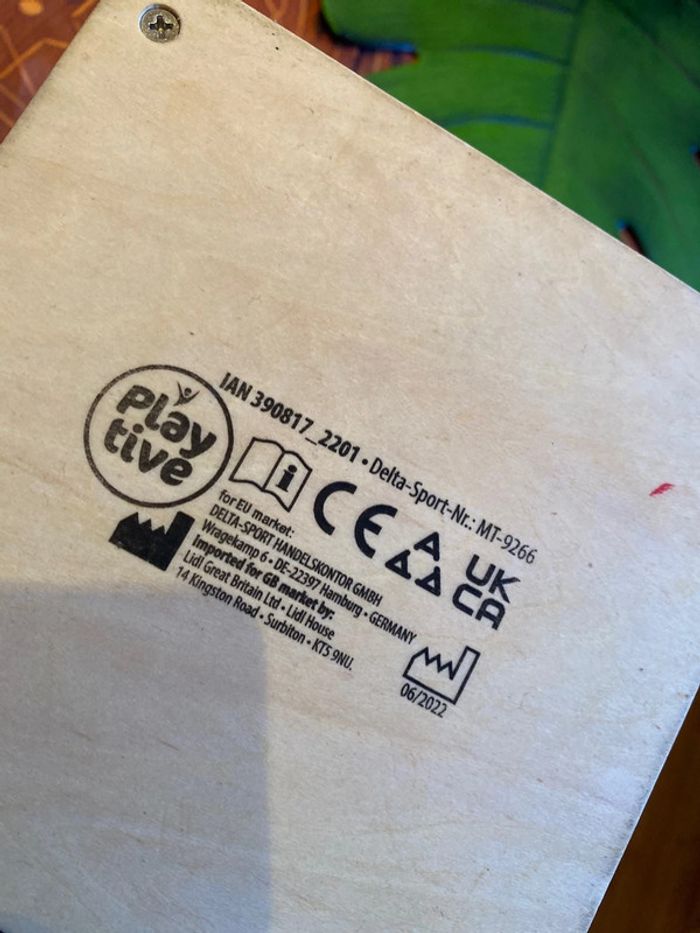 Play
tive
IAN 390817_2201 • Delta-Sport-Nr.: MT-9266
i
CE
UK
CA
for EU market:
DELTA-SPORT HANDELSKONTOR GMBH
Wragekamp 6 • DE-22397 Hamburg • GERMANY
Imported for GB market by:
Lidl Great Britain Ltd • Lidl House
14 Kingston Road • Surbiton • KT5 9NU.
06/2022